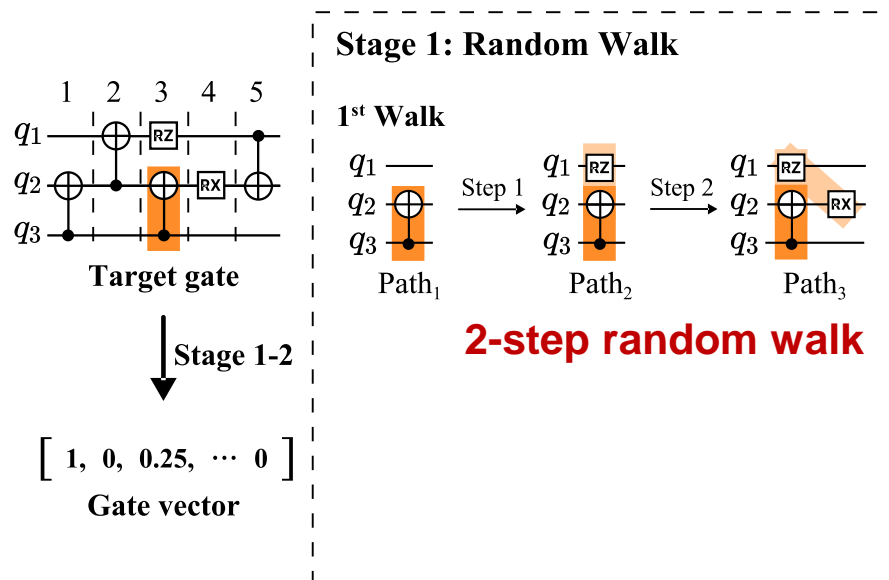 Stage 1: Random Walk
1 2 3 4 5
q₁ RZ
q₂ RX
q₃
Target gate
Stage 1-2
[ 1, 0, 0.25, ⋯ 0 ]
Gate vector
1ˢᵗ Walk
q₁
q₂
q₃
Path₁
Step 1
q₁ RZ
q₂
q₃
Path₂
Step 2
q₁ RZ
q₂ RX
q₃
Path₃
2-step random walk